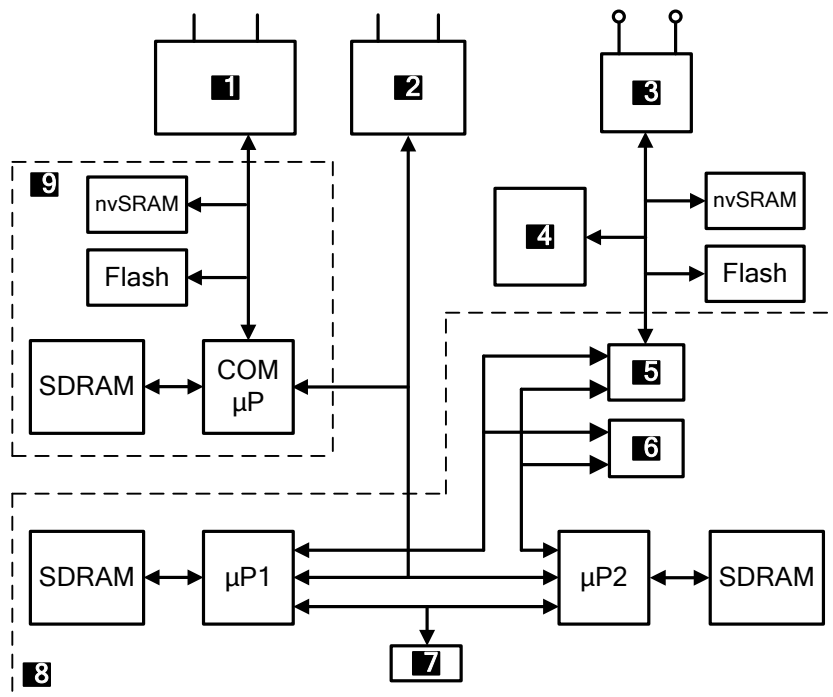 1
2
3
9
nvSRAM
nvSRAM
4
Flash
Flash
SDRAM
COM
µP
5
6
SDRAM
µP1
µP2
SDRAM
7
8